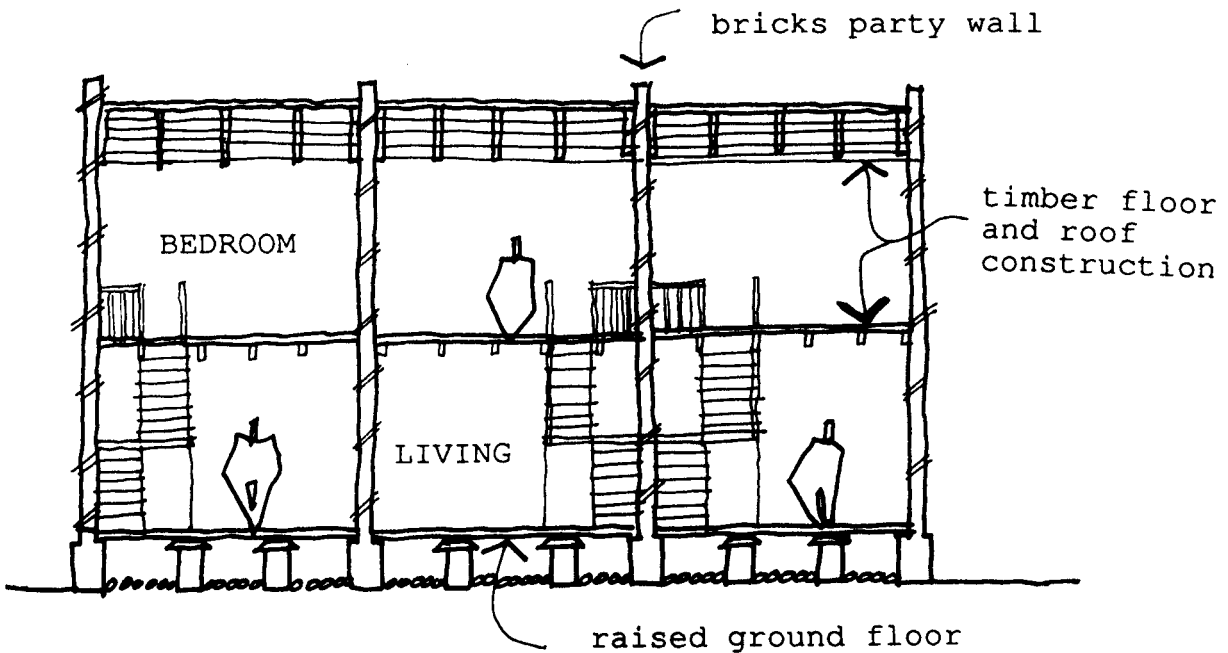 bricks party wall
timber floor
and roof
construction
BEDROOM
LIVING
raised ground floor